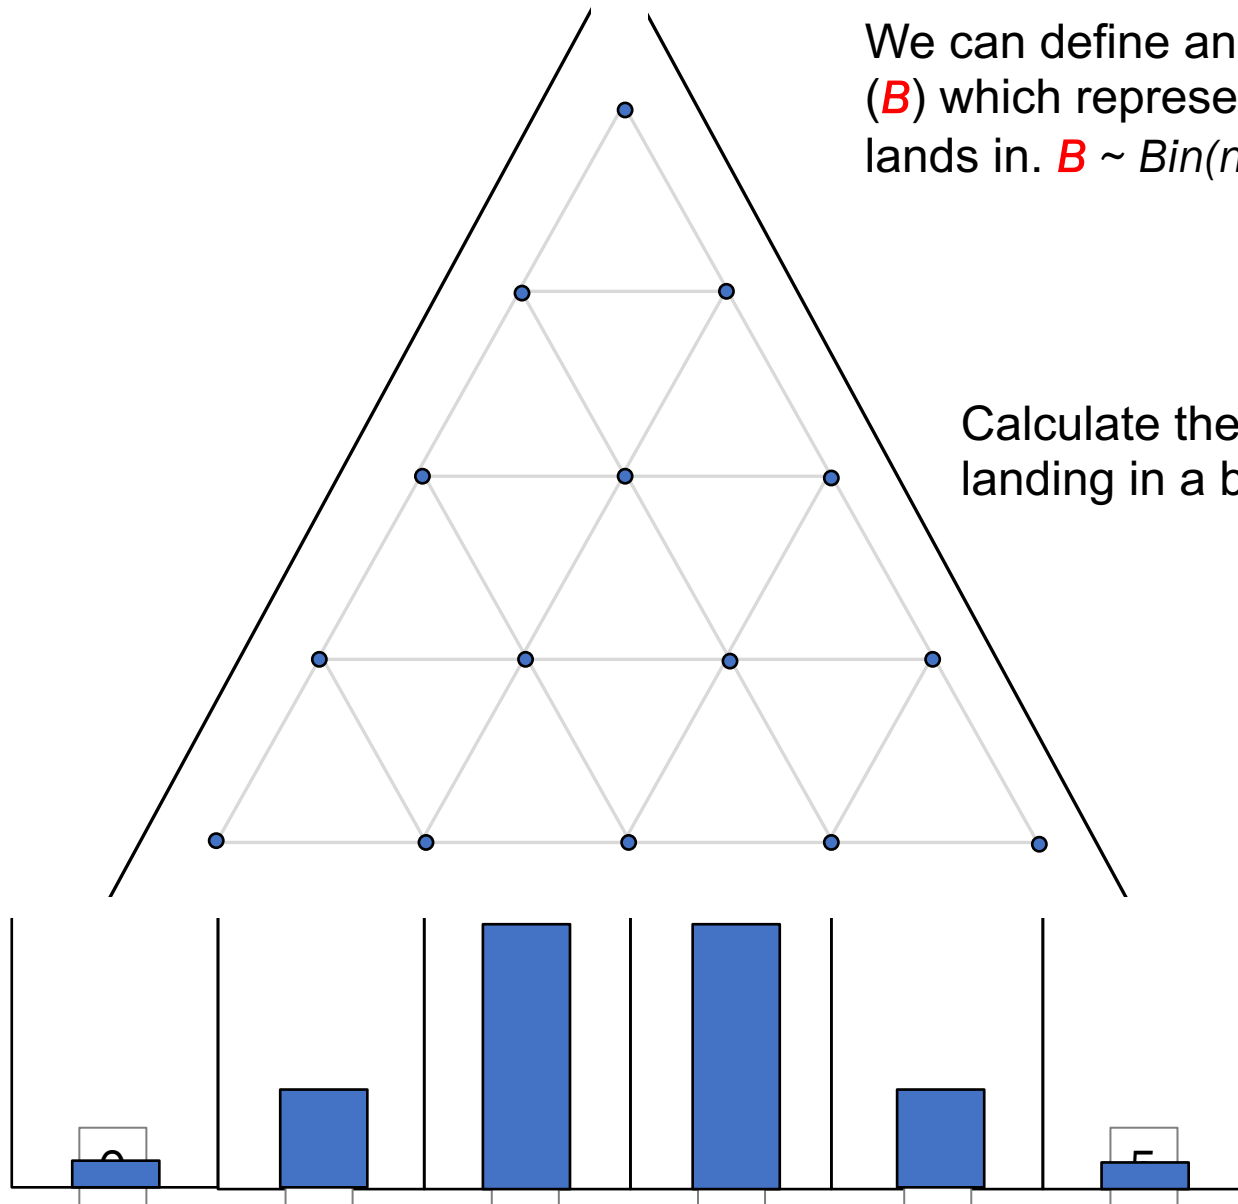 We can define an
(B) which represe
lands in. B ~ Bin(n
Calculate the
landing in a b